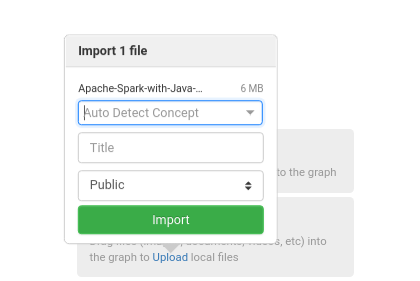 Import 1 file
Apache-Spark-with-Java-... 6 MB
Auto Detect Concept
Title
Public
to the graph
Import
Drag files (images, documents, videos, etc) into
the graph to Upload local files